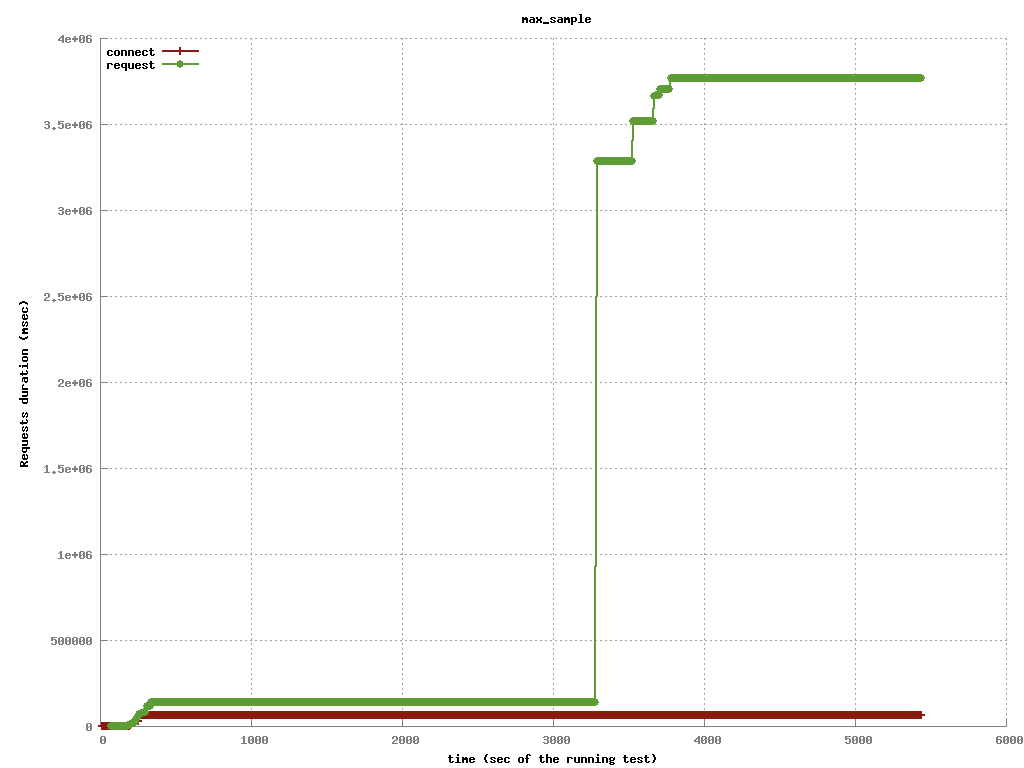 max_sample
connect
request
4e+06
3.5e+06
3e+06
2.5e+06
2e+06
1.5e+06
1e+06
500000
0
Requests duration (msec)
0 1000 2000 3000 4000 5000 6000
time (sec of the running test)